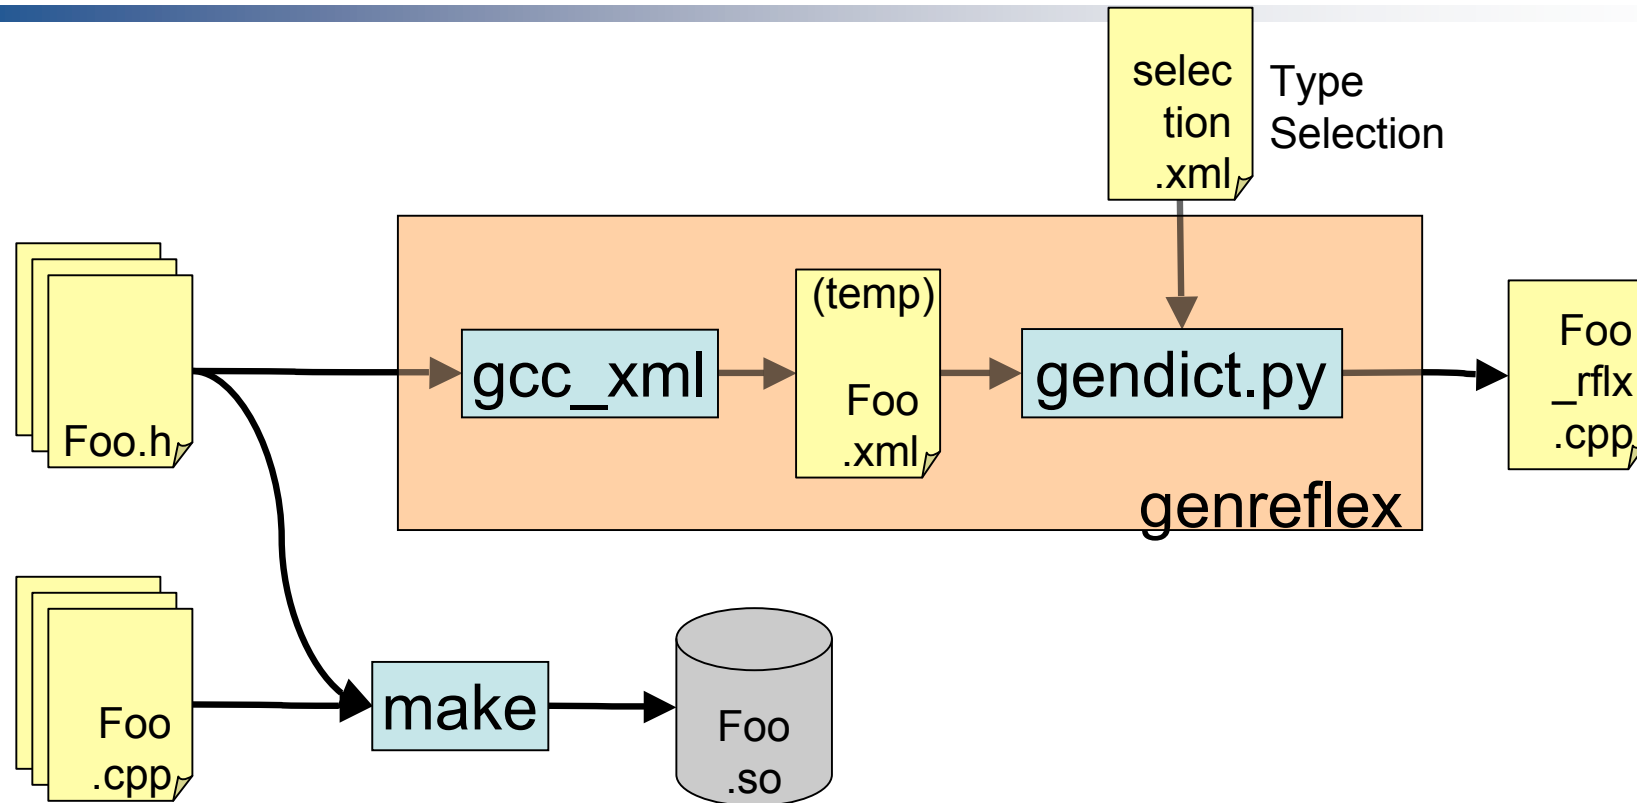 selec
tion
.xml
Type
Selection
Foo.h
gcc_xml
(temp)
Foo
.xml
gendict.py
genreflex
Foo
_rflx
.cpp
Foo
.cpp
make
Foo
.so